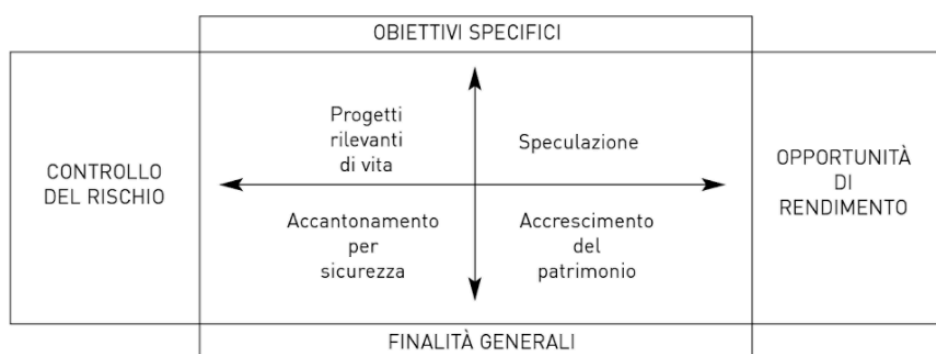 OBIETTIVI SPECIFICI
CONTROLLO
DEL RISCHIO
Progetti
rilevanti
di vita
Speculazione
Accantonamento
per
sicurezza
Accrescimento
del
patrimonio
OPPORTUNITÀ
DI
RENDIMENTO
FINALITÀ GENERALI